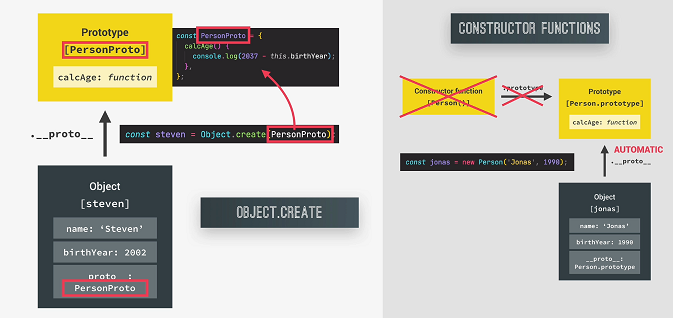 Prototype
[PersonProto]
calcAge: function
const PersonProto = {
calcAge() {
console.log(2037 - this.birthYear);
},
};
.__proto__
const steven = Object.create(PersonProto);
Object
[steven]
name: ‘Steven’
birthYear: 2002
__proto__:
PersonProto
OBJECT.CREATE
CONSTRUCTOR FUNCTIONS
Constructor function
[Person()]
.prototype
Prototype
[Person.prototype]
calcAge: function
AUTOMATIC
.__proto__
const jonas = new Person('Jonas', 1990);
Object
[jonas]
name: ‘Jonas’
birthYear: 1990
__proto__:
Person.prototype